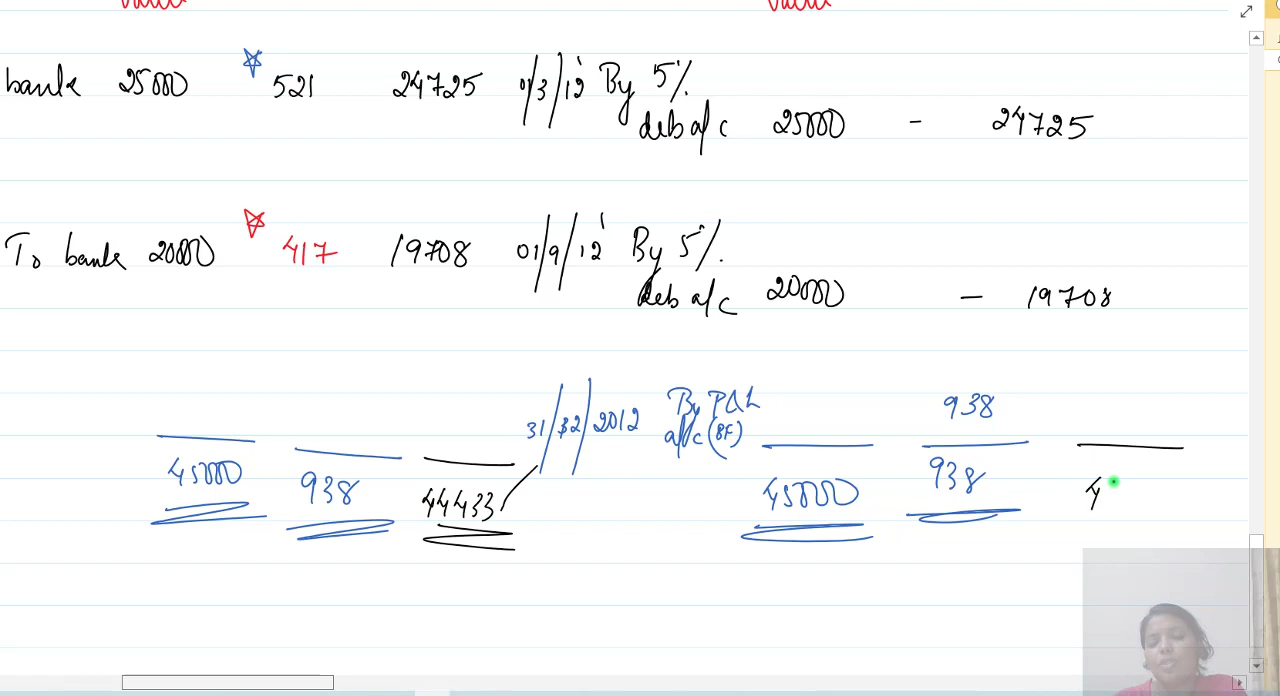 bank 25000 521 24725 01/3/12 By 5%
deb a/c 25000 - 24725
To bank 20000 417 19708 01/9/12 By 5%.
deb a/c 20000 - 19708
31/12/2012 By P&L 938
a/c (BF)
45000 938 44433 45000 938 4